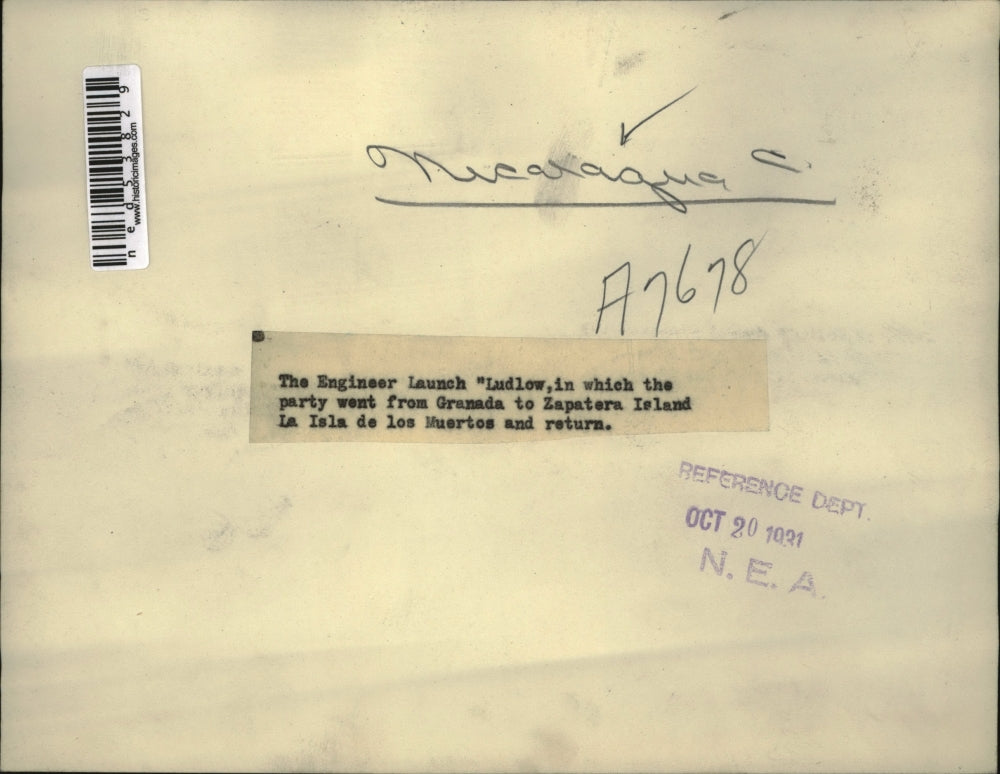 ned53829
www.historicimages.com
Nicaragua C.
A7678
The Engineer Launch "Ludlow,in which the
party went from Granada to Zapatera Island
La Isla de los Muertos and return.
REFERENCE DEPT.
OCT 20 1931
N. E. A.